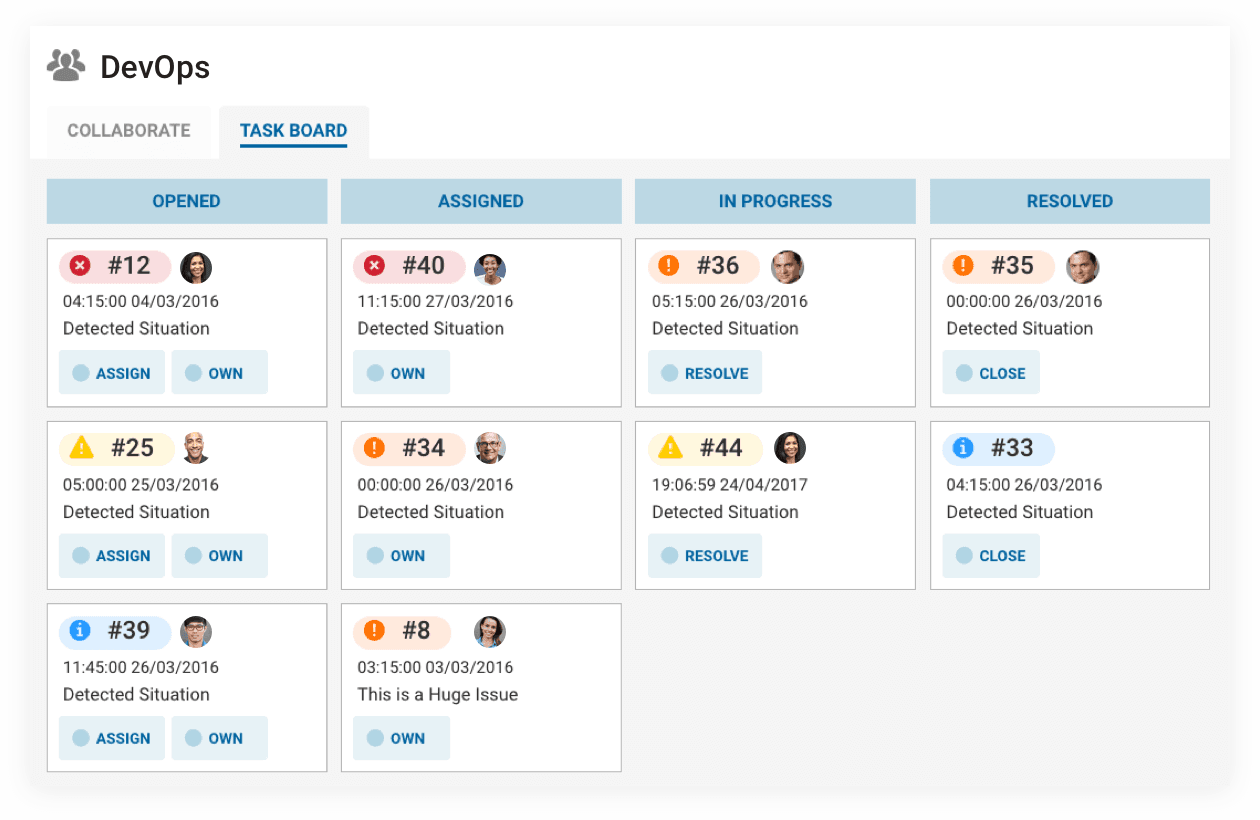 DevOps
COLLABORATE
TASK BOARD
OPENED
ASSIGNED
IN PROGRESS
RESOLVED
#12
04:15:00 04/03/2016
Detected Situation
ASSIGN
OWN
#40
11:15:00 27/03/2016
Detected Situation
OWN
#36
05:15:00 26/03/2016
Detected Situation
RESOLVE
#35
00:00:00 26/03/2016
Detected Situation
CLOSE
#25
05:00:00 25/03/2016
Detected Situation
ASSIGN
OWN
#34
00:00:00 26/03/2016
Detected Situation
OWN
#44
19:06:59 24/04/2017
Detected Situation
RESOLVE
#33
04:15:00 26/03/2016
Detected Situation
CLOSE
#39
11:45:00 26/03/2016
Detected Situation
ASSIGN
OWN
#8
03:15:00 03/03/2016
This is a Huge Issue
OWN